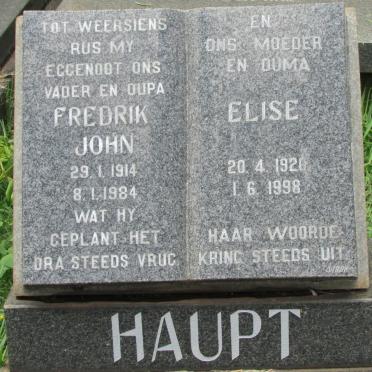 TOT WEERSIENS
RUS MY
EGGENOOT ONS
VADER EN OUPA
FREDRIK
JOHN
29.1.1914
8.1.1984
WAT HY
GEPLANT HET
DRA STEEDS VRUG
EN
ONS MOEDER
EN OUMA
ELISE
20.4.1920
1.6.1998
HAAR WOORDE
KRING STEEDS UIT
HAUPT